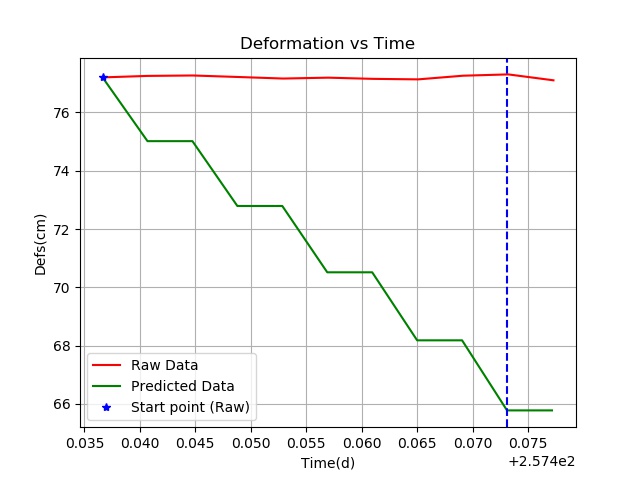 Deformation vs Time
Defs(cm)
76
74
72
70
68
66
Raw Data
Predicted Data
Start point (Raw)
0.035 0.040 0.045 0.050 0.055 0.060 0.065 0.070 0.075
Time(d)
+2.574e2